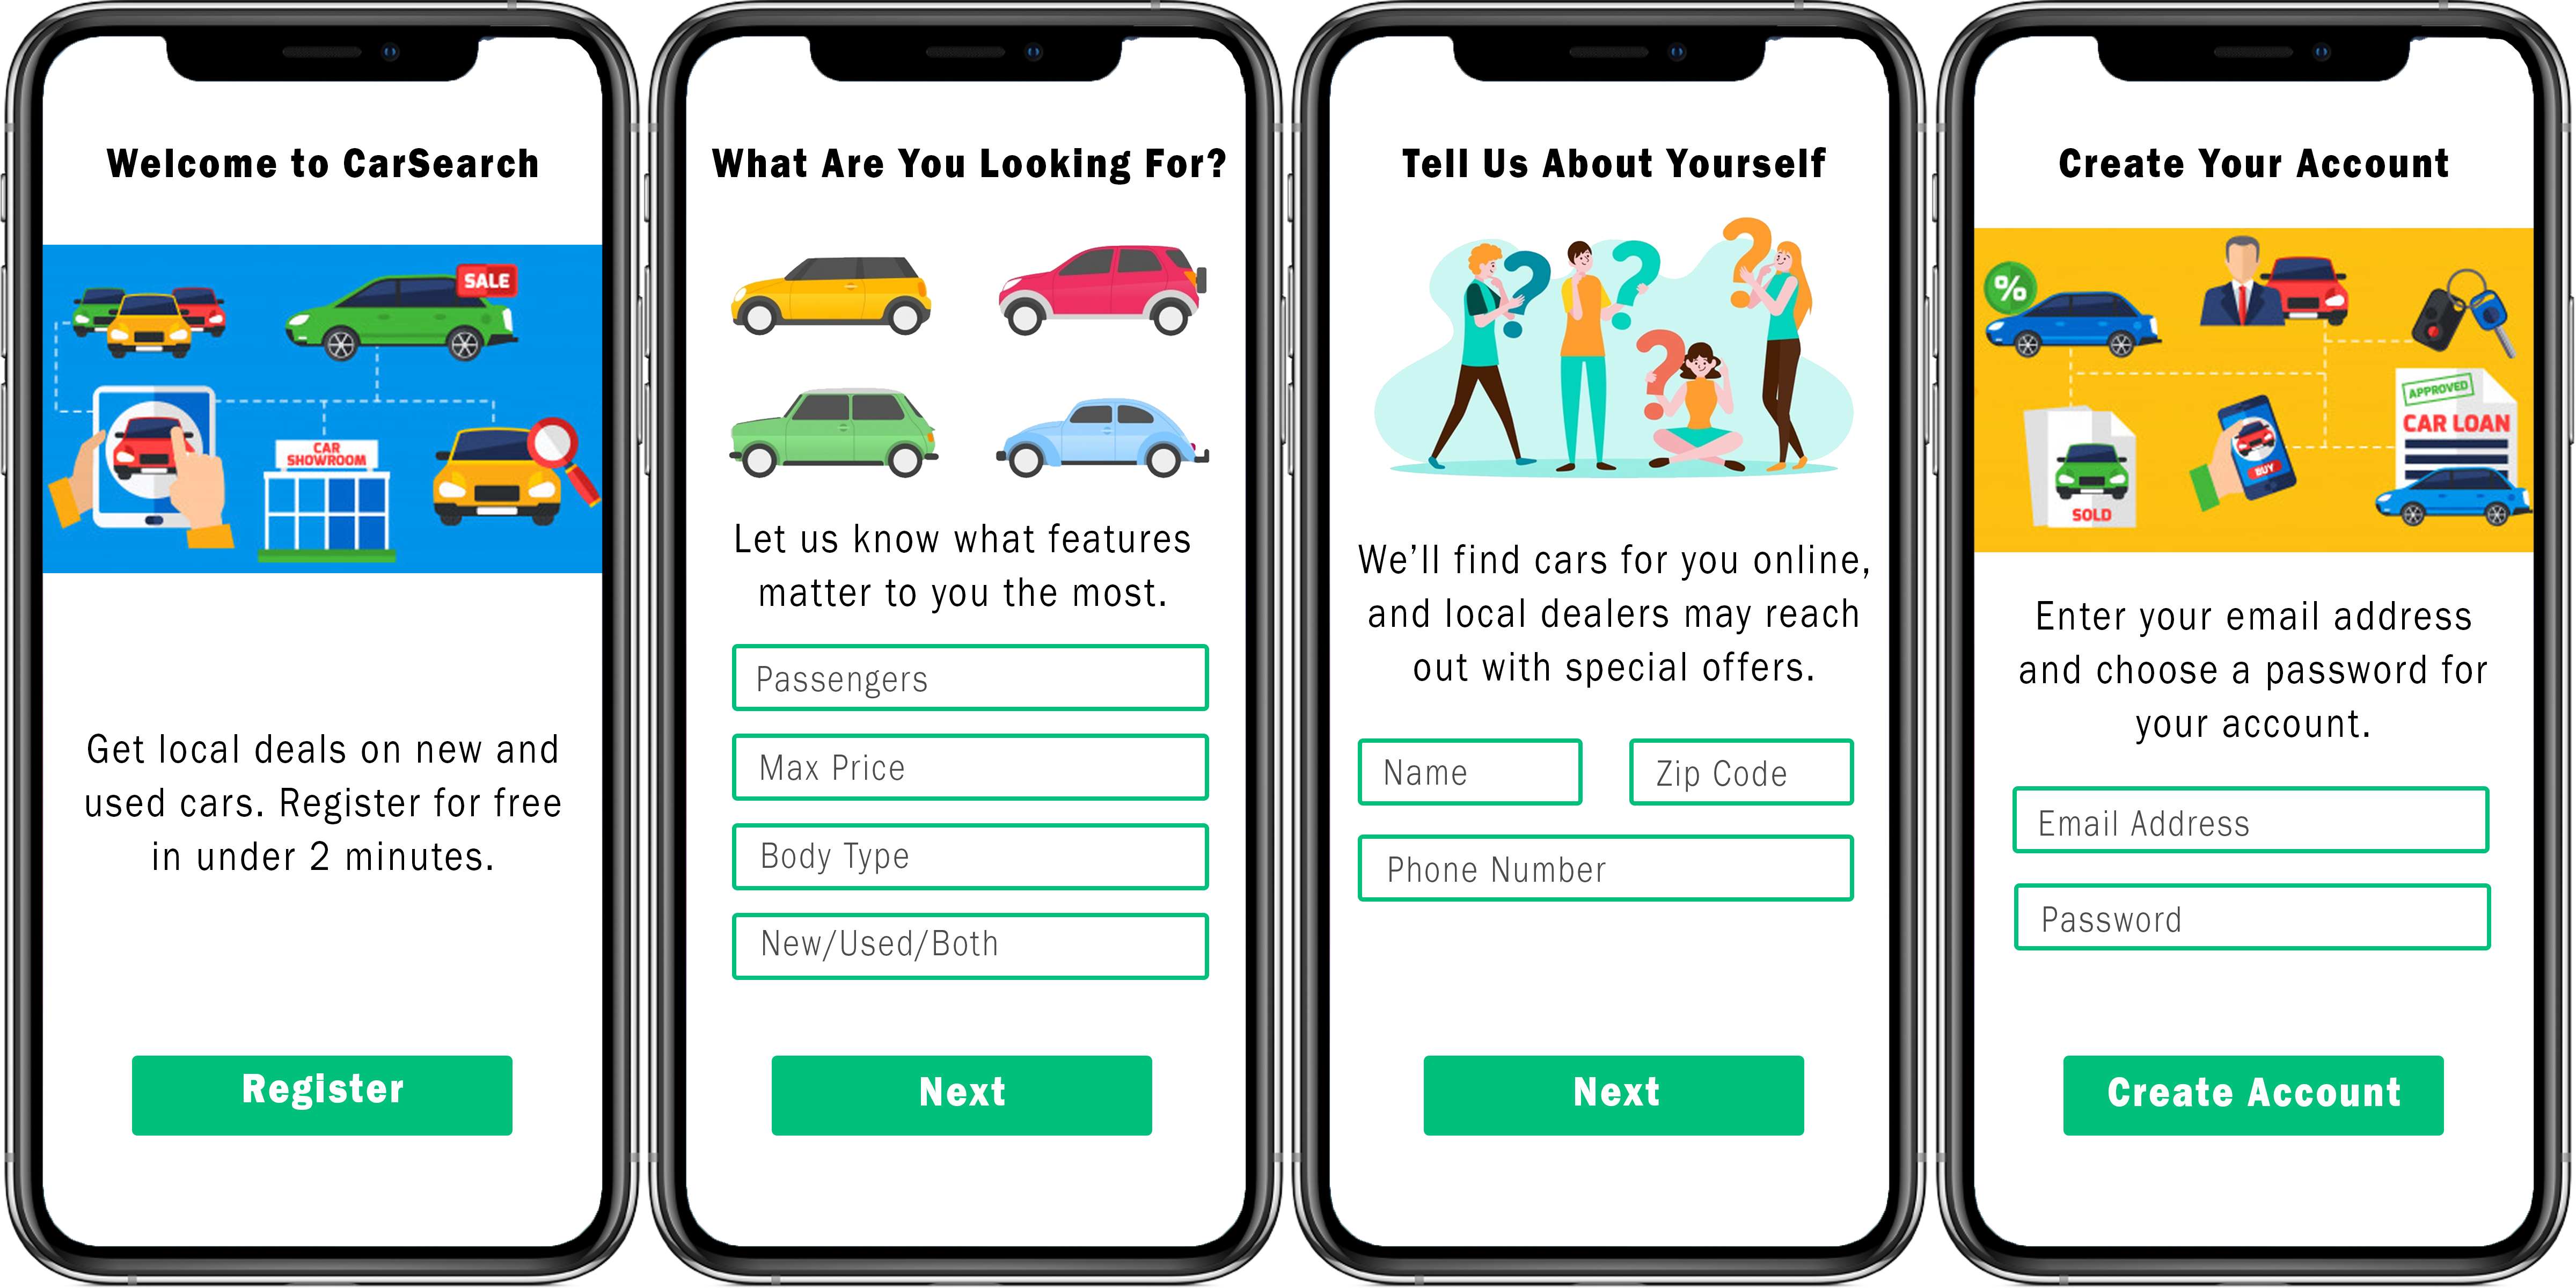 Welcome to CarSearch
SALE
CAR
SHOWROOM
Get local deals on new and
used cars. Register for free
in under 2 minutes.
Register
What Are You Looking For?
Let us know what features
matter to you the most.
Passengers
Max Price
Body Type
New/Used/Both
Next
Tell Us About Yourself
?
?
?
?
We’ll find cars for you online,
and local dealers may reach
out with special offers.
Name
Zip Code
Phone Number
Next
Create Your Account
%
APPROVED
CAR LOAN
BUY
SOLD
Enter your email address
and choose a password for
your account.
Email Address
Password
Create Account